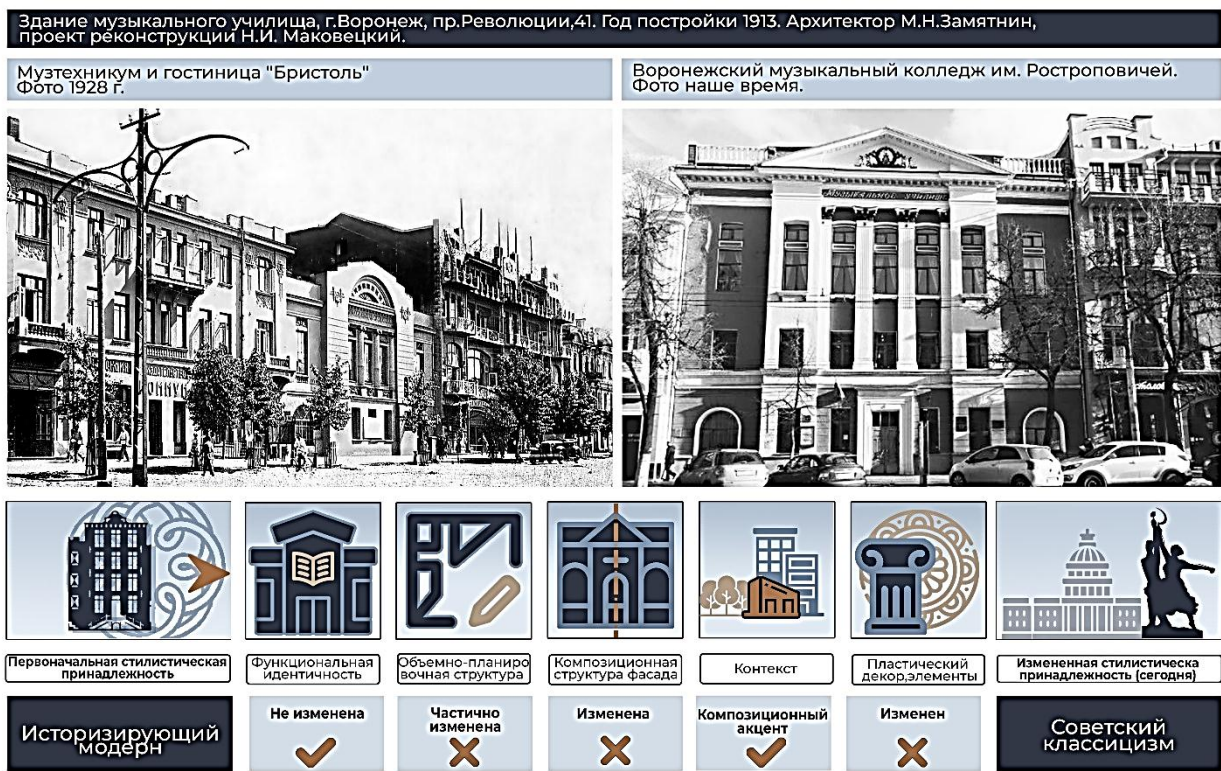 Здание музыкального училища, г.Воронеж, пр.Революции,41. Год постройки 1913. Архитектор М.Н.Замятнин,
проект реконструкции Н.И. Маковецкий.
Музтехникум и гостиница "Бристоль"
Фото 1928 г.
Воронежский музыкальный колледж им. Ростроповичей.
Фото наше время.
Музыкальное училище
Первоначальная стилистическая
принадлежность
Функциональная
идентичность
Объемно-планиро
вочная структура
Композиционная
структура фасада
Контекст
Пластический
декор,элементы
Измененная стилистическа
принадлежность (сегодня)
Историзирующий
модерн
Не изменена
Частично
изменена
Изменена
Композиционный
акцент
Изменен
Советский
классицизм